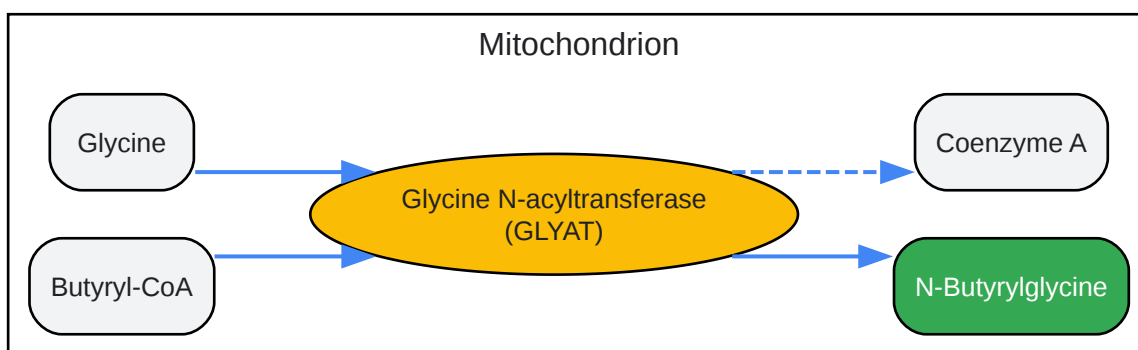 Mitochondrion
Glycine
Coenzyme A
Glycine N-acyltransferase
(GLYAT)
Butyryl-CoA
N-Butyrylglycine